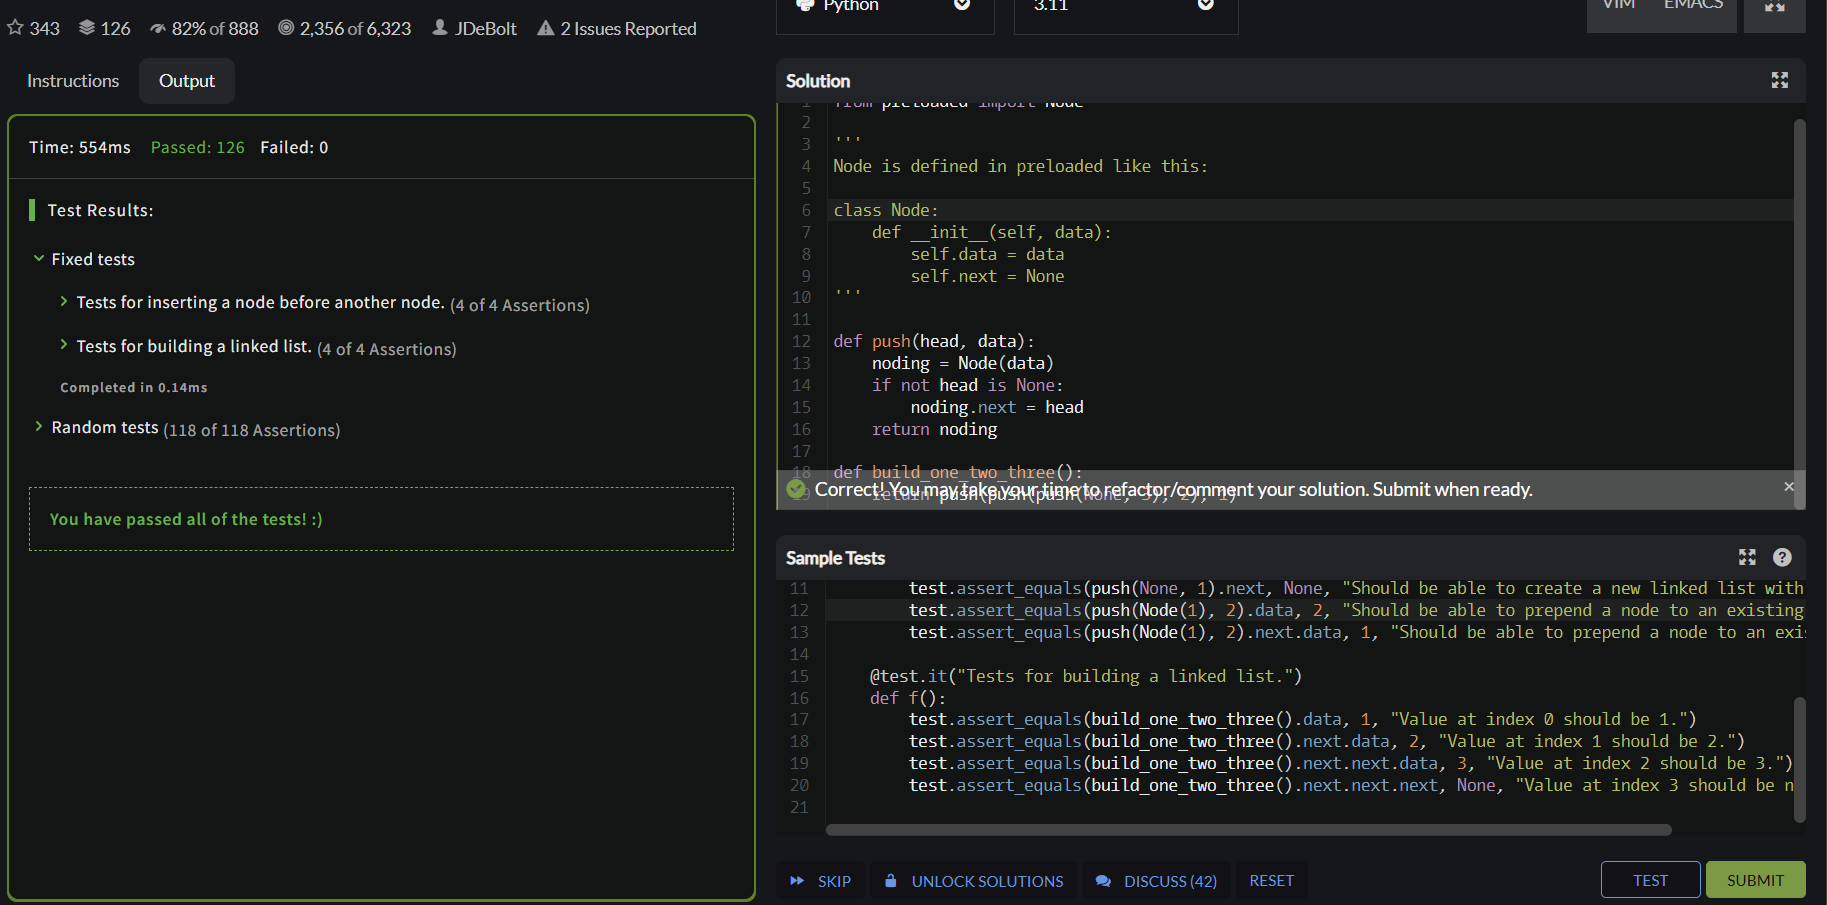 343 126 82% of 888 2,356 of 6,323 JDeBolt 2 Issues Reported
Python
3.11
VIM EMACS
Instructions Output
Time: 554ms Passed: 126 Failed: 0
Test Results:
Fixed tests
Tests for inserting a node before another node. (4 of 4 Assertions)
Tests for building a linked list. (4 of 4 Assertions)
Completed in 0.14ms
Random tests (118 of 118 Assertions)
You have passed all of the tests! :)
Solution
1 from preloaded import Node
2
3 '''
4 Node is defined in preloaded like this:
5
6 class Node:
7     def __init__(self, data):
8         self.data = data
9         self.next = None
10 '''
11
12 def push(head, data):
13     noding = Node(data)
14     if not head is None:
15         noding.next = head
16     return noding
17
18 def build_one_two_three():
19     return push(push(push(None, 3), 2), 1)
Correct! You may take your time to refactor/comment your solution. Submit when ready. ×
Sample Tests ?
11         test.assert_equals(push(None, 1).next, None, "Should be able to create a new linked list with
12         test.assert_equals(push(Node(1), 2).data, 2, "Should be able to prepend a node to an existing
13         test.assert_equals(push(Node(1), 2).next.data, 1, "Should be able to prepend a node to an exi
14
15     @test.it("Tests for building a linked list.")
16     def f():
17         test.assert_equals(build_one_two_three().data, 1, "Value at index 0 should be 1.")
18         test.assert_equals(build_one_two_three().next.data, 2, "Value at index 1 should be 2.")
19         test.assert_equals(build_one_two_three().next.next.data, 3, "Value at index 2 should be 3.")
20         test.assert_equals(build_one_two_three().next.next.next, None, "Value at index 3 should be n
21
SKIP UNLOCK SOLUTIONS DISCUSS (42) RESET TEST SUBMIT